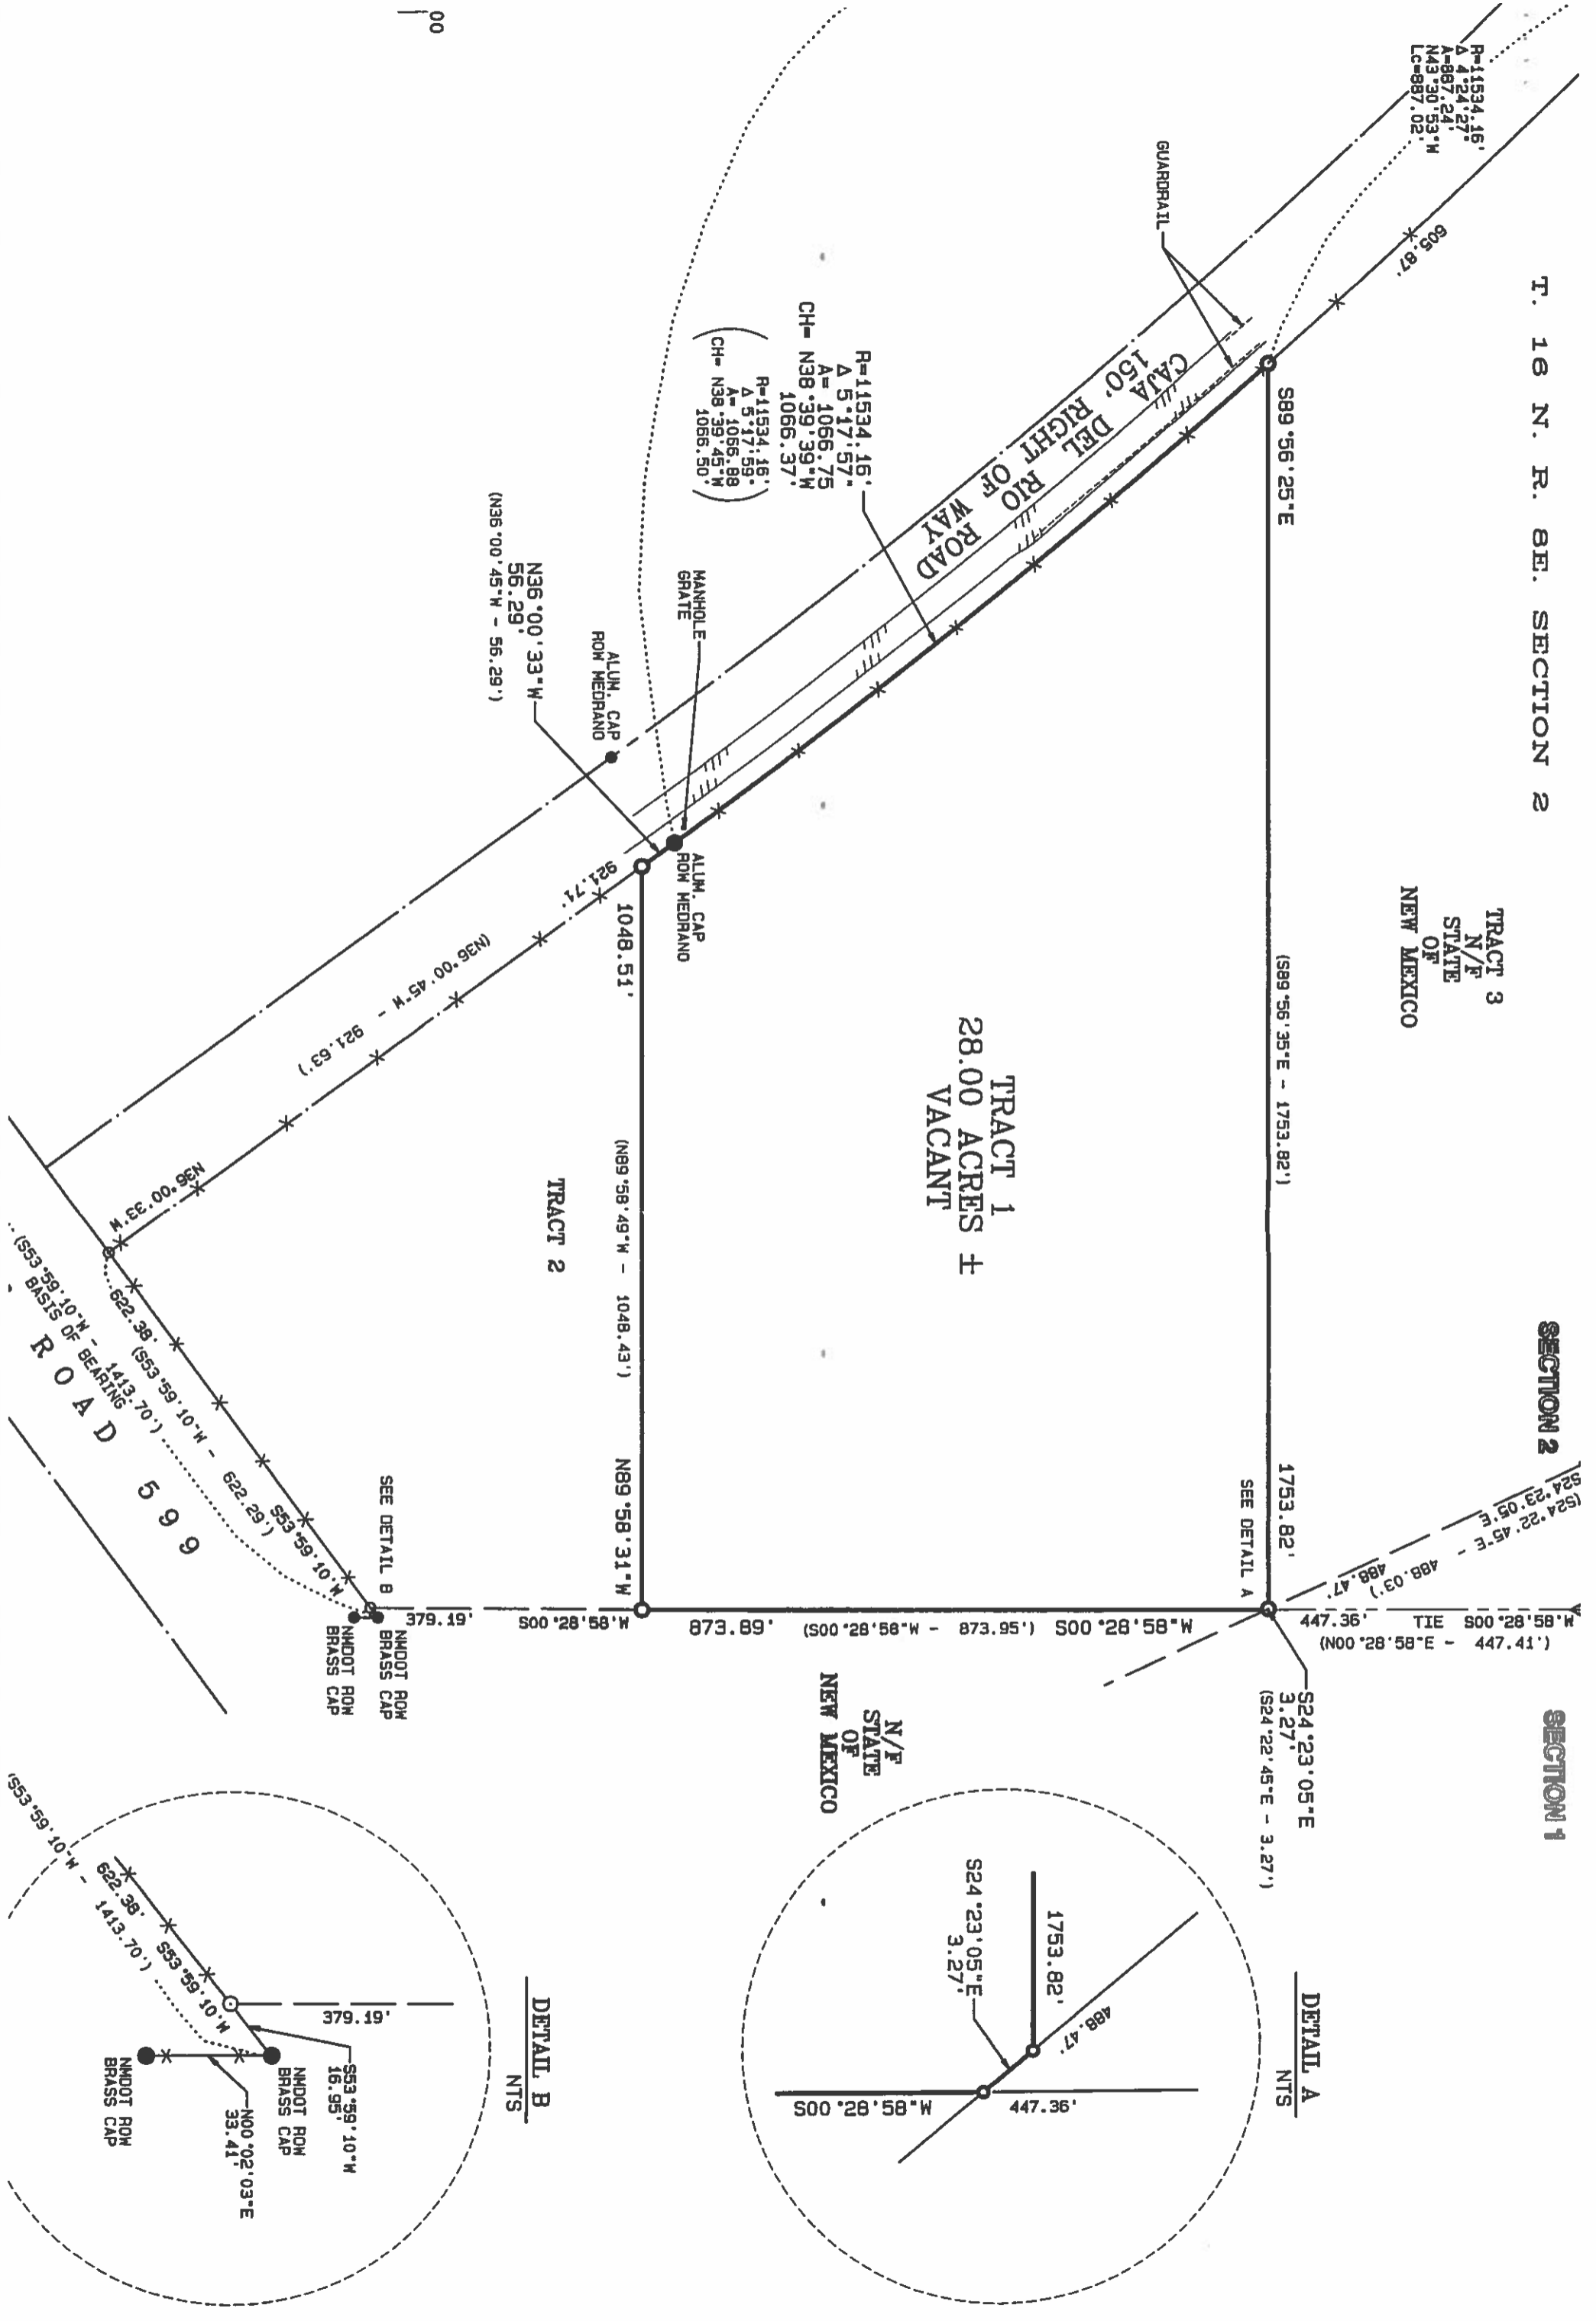 T. 16 N. R. 8E. SECTION 2
SECTION 2
SECTION 1
R=11534.16'
Δ 4°24'27"
A=887.24'
N43°30'53"W
LC=887.02'
605.87'
TRACT 3
N/F
STATE
OF
NEW MEXICO
S24°23'05"E
488.47'
(S24°22'45"E - 488.03')
S00°28'58"W
TIE
447.36'
(N00°28'58"E - 447.41')
S24°23'05"E
3.27'
(S24°22'45"E - 3.27')
S89°56'25"E
1753.82'
(S89°56'35"E - 1753.82')
SEE DETAIL A
GUARDRAIL
CAJA DEL RIO ROAD
150' RIGHT OF WAY
R=11534.16'
Δ 5°17'57"
A= 1066.75
CH= N38°39'39"W
1066.37'
R=11534.16'
Δ 5°17'59"
A= 1066.88
CH= N38°39'45"W
1066.50'
TRACT 1
28.00 ACRES ±
VACANT
S00°28'58"W
(S00°28'58"W - 873.95')
873.89'
N/F
STATE
OF
NEW MEXICO
MANHOLE
GRATE
ALUM. CAP
ROW MEDRANO
ALUM. CAP
ROW MEDRANO
N36°00'33"W
56.29'
(N36°00'45"W - 56.29')
1048.51'
N89°58'31"W
(N89°58'49"W - 1048.43')
921.71'
(N36°00'45"W - 921.63')
N36°00'33"W
TRACT 2
S00°28'58"W
379.19'
SEE DETAIL B
NMDOT ROW
BRASS CAP
NMDOT ROW
BRASS CAP
622.38'
S53°59'10"W
(S53°59'10"W - 622.29')
(S53°59'10"W - 1413.70')
BASIS OF BEARING
ROAD 599
00
DETAIL A
NTS
1753.82'
488.47'
S24°23'05"E
3.27'
S00°28'58"W
447.36'
DETAIL B
NTS
379.19'
S53°59'10"W
16.95'
NMDOT ROW
BRASS CAP
N00°02'03"E
33.41'
NMDOT ROW
BRASS CAP
622.38'
S53°59'10"W
(S53°59'10"W - 1413.70')